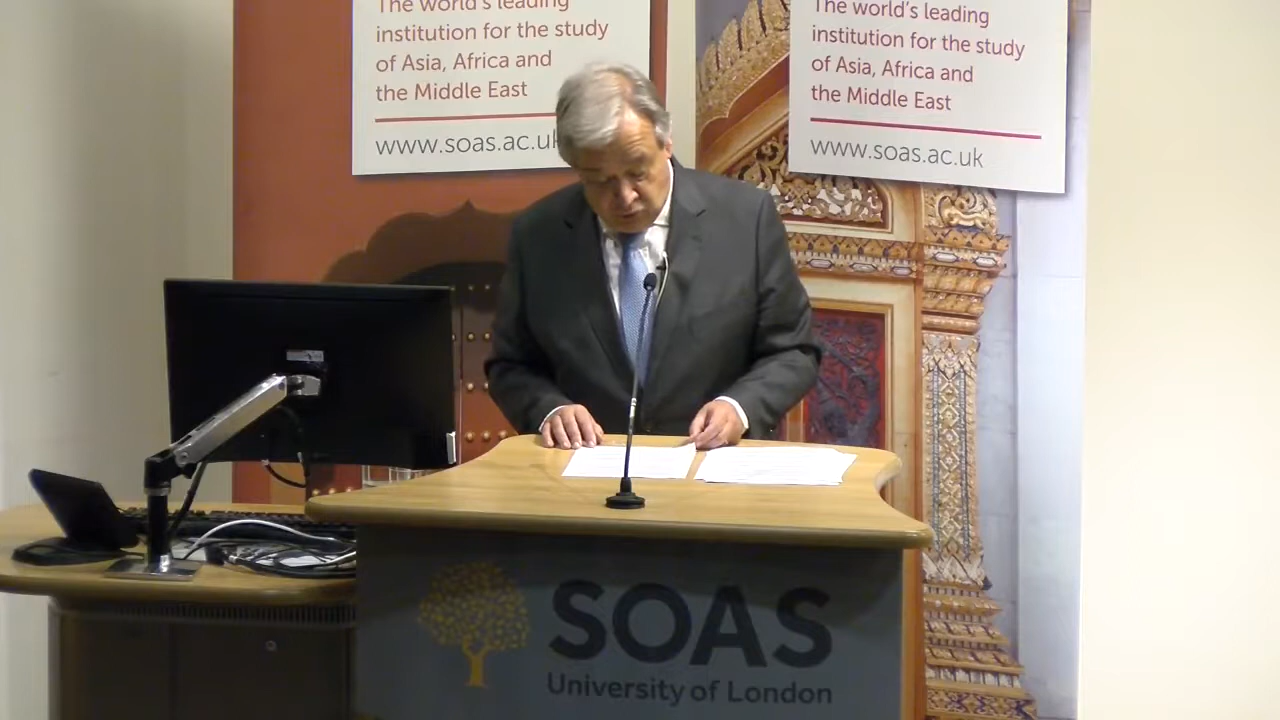 The world's leading
institution for the study
of Asia, Africa and
the Middle East
www.soas.ac.uk
The world's leading
institution for the study
of Asia, Africa and
the Middle East
www.soas.ac.uk
SOAS
University of London